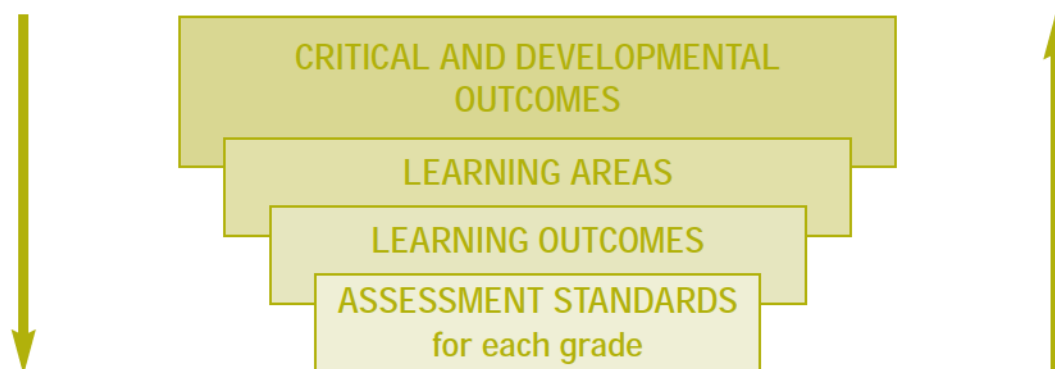 CRITICAL AND DEVELOPMENTAL
OUTCOMES
LEARNING AREAS
LEARNING OUTCOMES
ASSESSMENT STANDARDS
for each grade